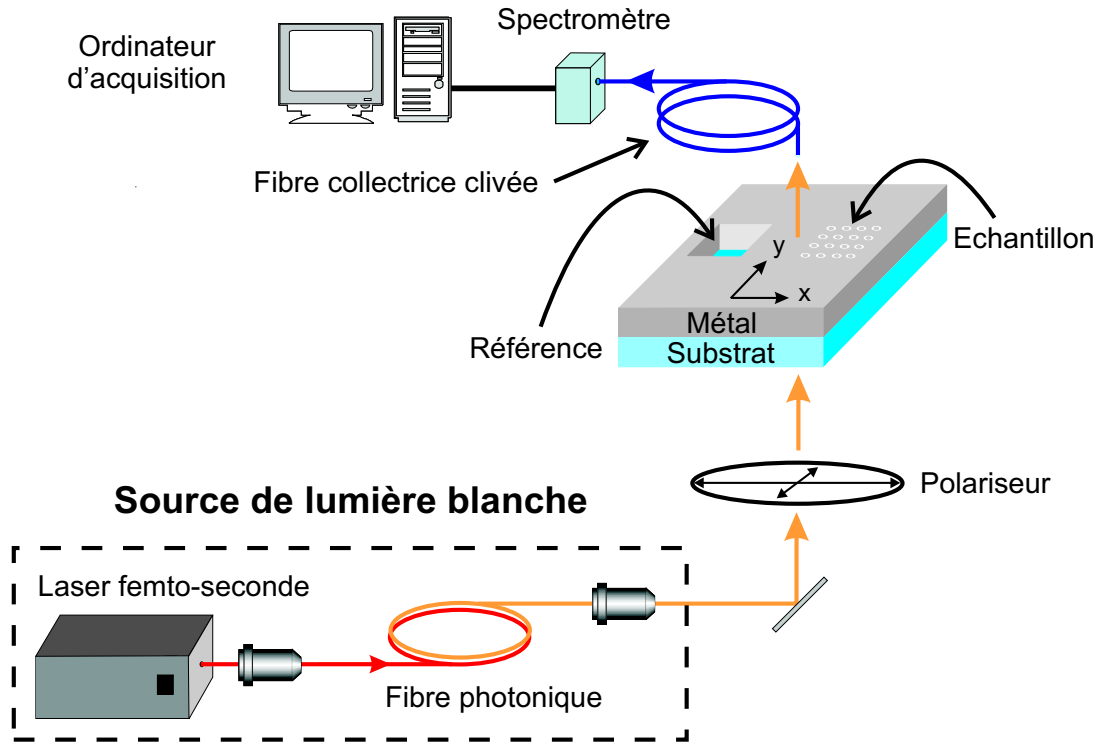 Spectromètre
Ordinateur
d'acquisition
Fibre collectrice clivée
Echantillon
y
x
Référence
Métal
Substrat
Polariseur
Source de lumière blanche
Laser femto-seconde
Fibre photonique